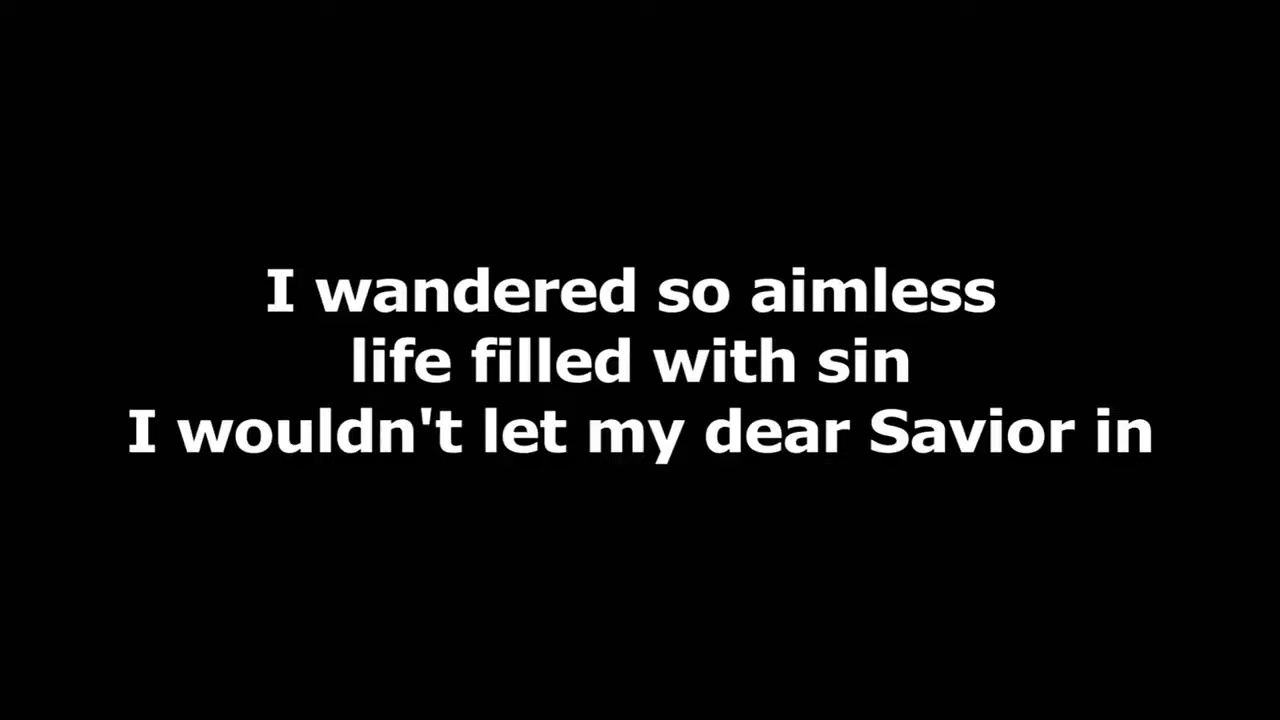 I wandered so aimless
life filled with sin
I wouldn't let my dear Savior in